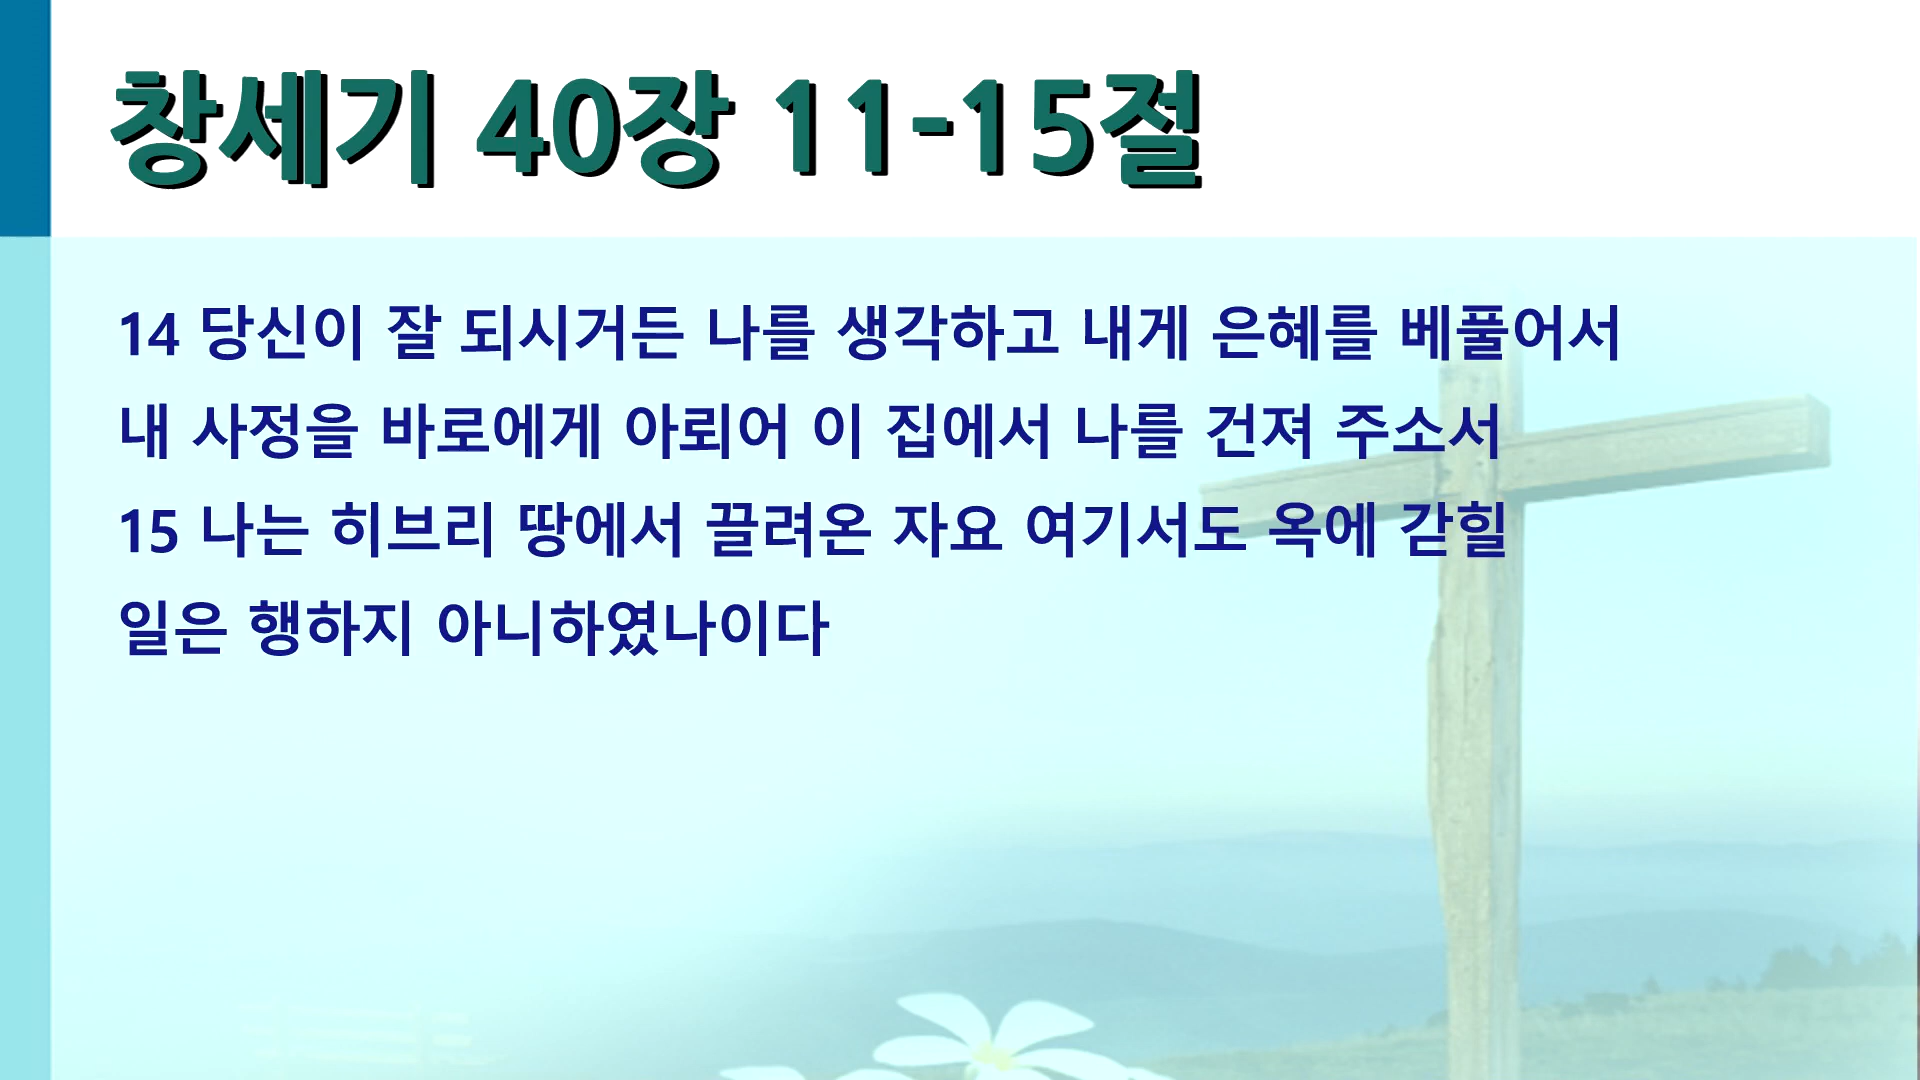 창세기 40장 11-15절
14 당신이 잘 되시거든 나를 생각하고 내게 은혜를 베풀어서
내 사정을 바로에게 아뢰어 이 집에서 나를 건져 주소서
15 나는 히브리 땅에서 끌려온 자요 여기서도 옥에 갇힐
일은 행하지 아니하였나이다